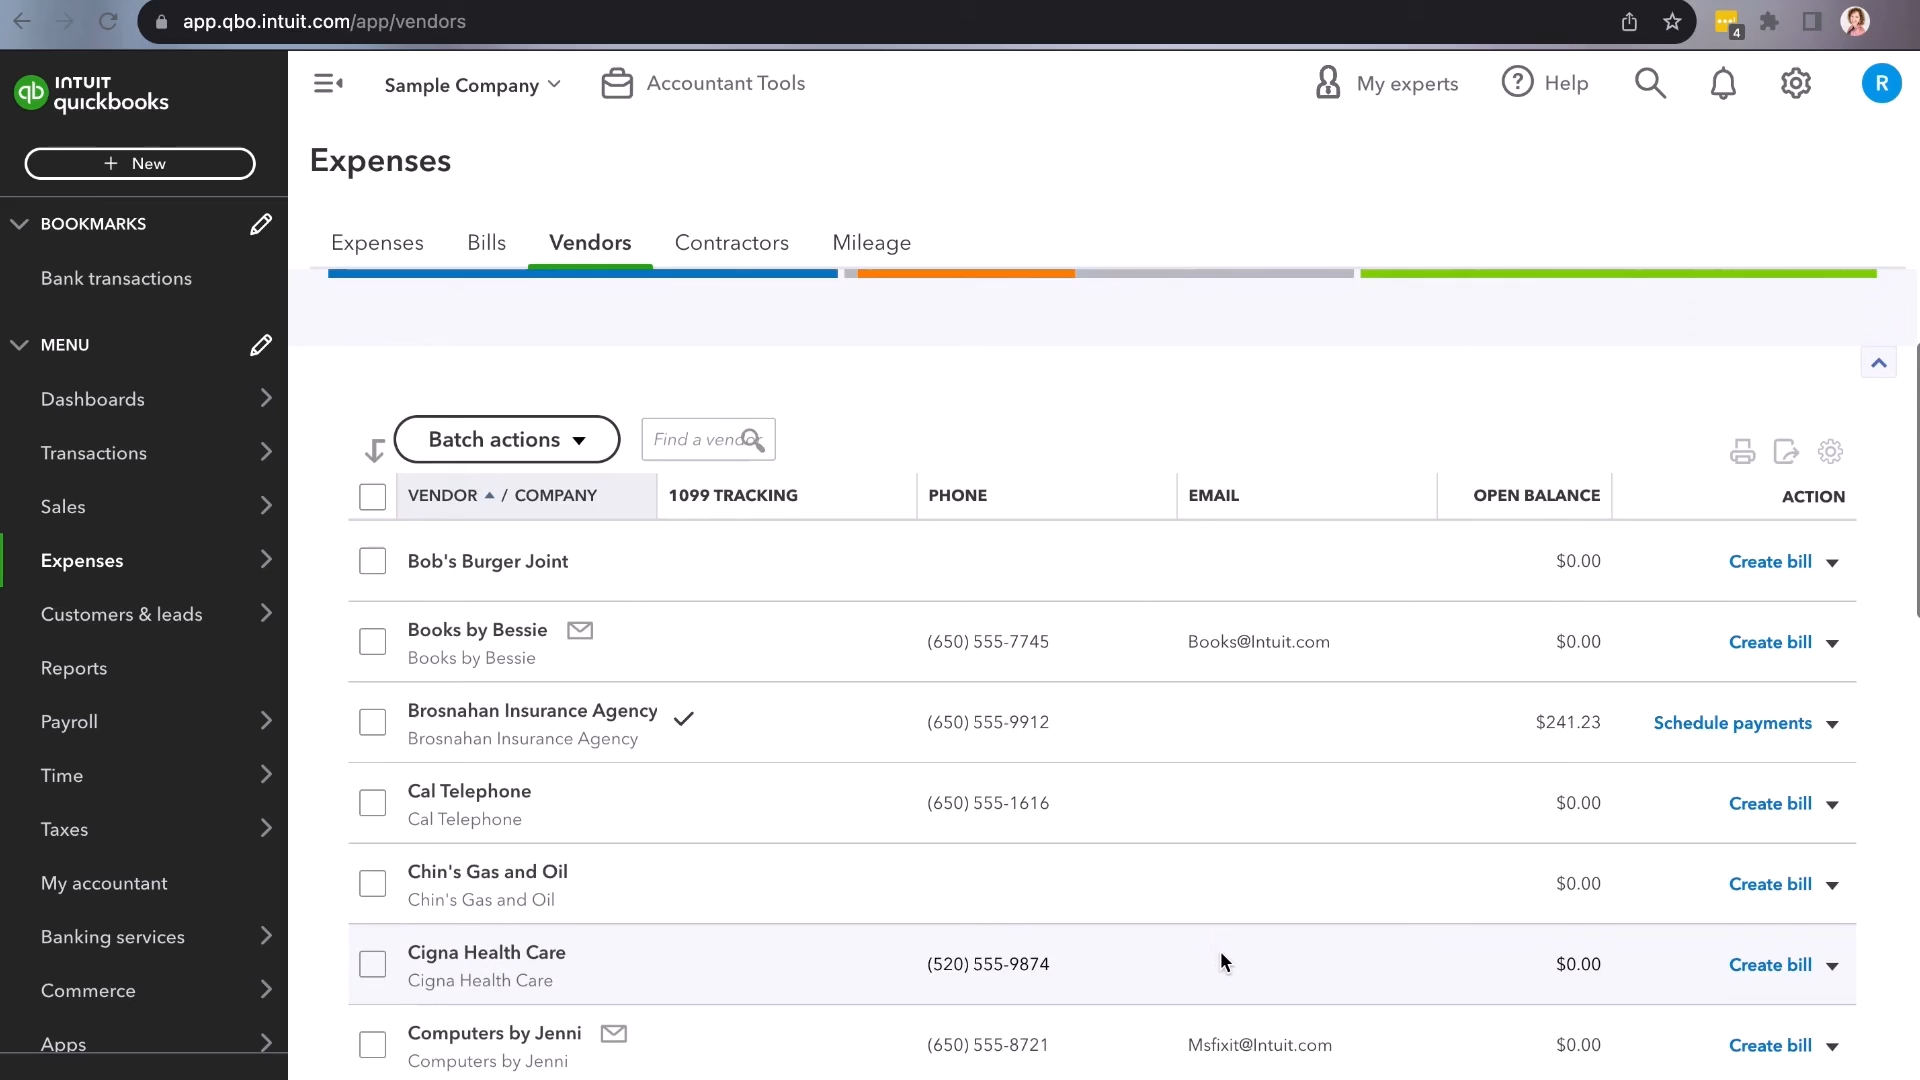 app.qbo.intuit.com/app/vendors
4
INTUIT
quickbooks
qb
Sample Company
Accountant Tools
My experts
Help
R
+ New
Expenses
BOOKMARKS
Expenses Bills Vendors Contractors Mileage
Bank transactions
MENU
Dashboards
Transactions
Sales
Expenses
Customers & leads
Reports
Payroll
Time
Taxes
My accountant
Banking services
Commerce
Apps
Batch actions
Find a vendor
VENDOR / COMPANY 1099 TRACKING PHONE EMAIL OPEN BALANCE ACTION
Bob's Burger Joint $0.00 Create bill
Books by Bessie
Books by Bessie (650) 555-7745 Books@Intuit.com $0.00 Create bill
Brosnahan Insurance Agency
Brosnahan Insurance Agency (650) 555-9912 $241.23 Schedule payments
Cal Telephone
Cal Telephone (650) 555-1616 $0.00 Create bill
Chin's Gas and Oil
Chin's Gas and Oil $0.00 Create bill
Cigna Health Care
Cigna Health Care (520) 555-9874 $0.00 Create bill
Computers by Jenni
Computers by Jenni (650) 555-8721 Msfixit@Intuit.com $0.00 Create bill